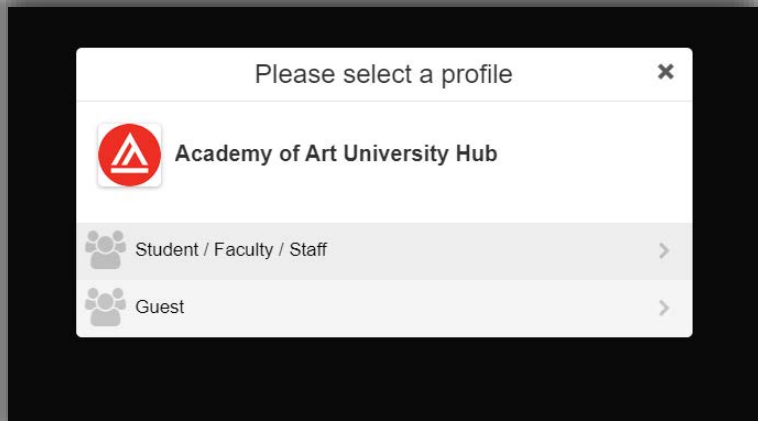 Please select a profile
Academy of Art University Hub
Student / Faculty / Staff
Guest